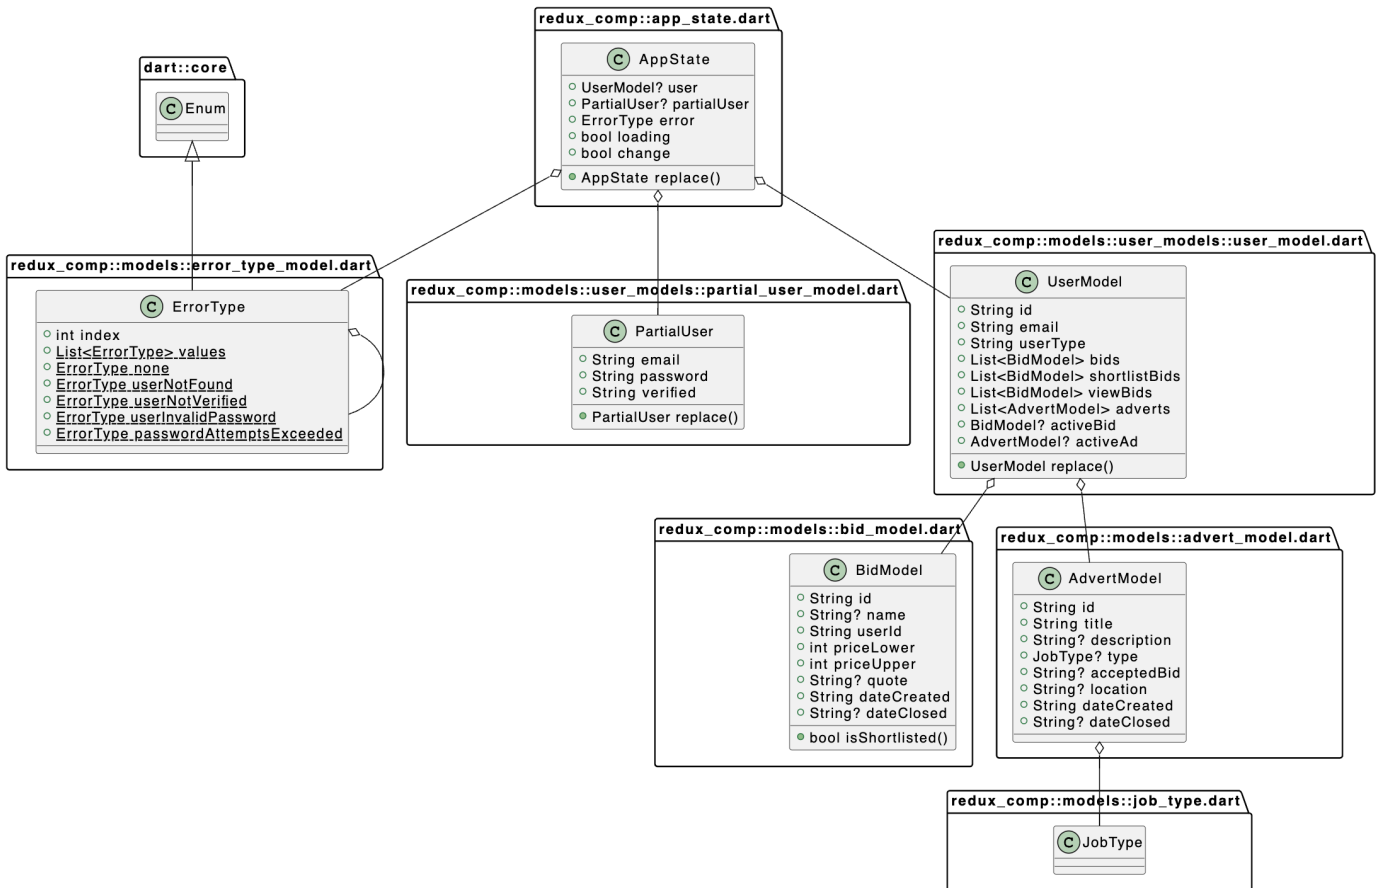 redux_comp::app_state.dart
C AppState
UserModel? user
PartialUser? partialUser
ErrorType error
bool loading
bool change
AppState replace()
dart::core
C Enum
redux_comp::models::error_type_model.dart
C ErrorType
int index
List<ErrorType> values
ErrorType none
ErrorType userNotFound
ErrorType userNotVerified
ErrorType userInvalidPassword
ErrorType passwordAttemptsExceeded
redux_comp::models::user_models::partial_user_model.dart
C PartialUser
String email
String password
String verified
PartialUser replace()
redux_comp::models::user_models::user_model.dart
C UserModel
String id
String email
String userType
List<BidModel> bids
List<BidModel> shortlistBids
List<BidModel> viewBids
List<AdvertModel> adverts
BidModel? activeBid
AdvertModel? activeAd
UserModel replace()
redux_comp::models::bid_model.dart
C BidModel
String id
String? name
String userId
int priceLower
int priceUpper
String? quote
String dateCreated
String? dateClosed
bool isShortlisted()
redux_comp::models::advert_model.dart
C AdvertModel
String id
String title
String? description
JobType? type
String? acceptedBid
String? location
String dateCreated
String? dateClosed
redux_comp::models::job_type.dart
C JobType